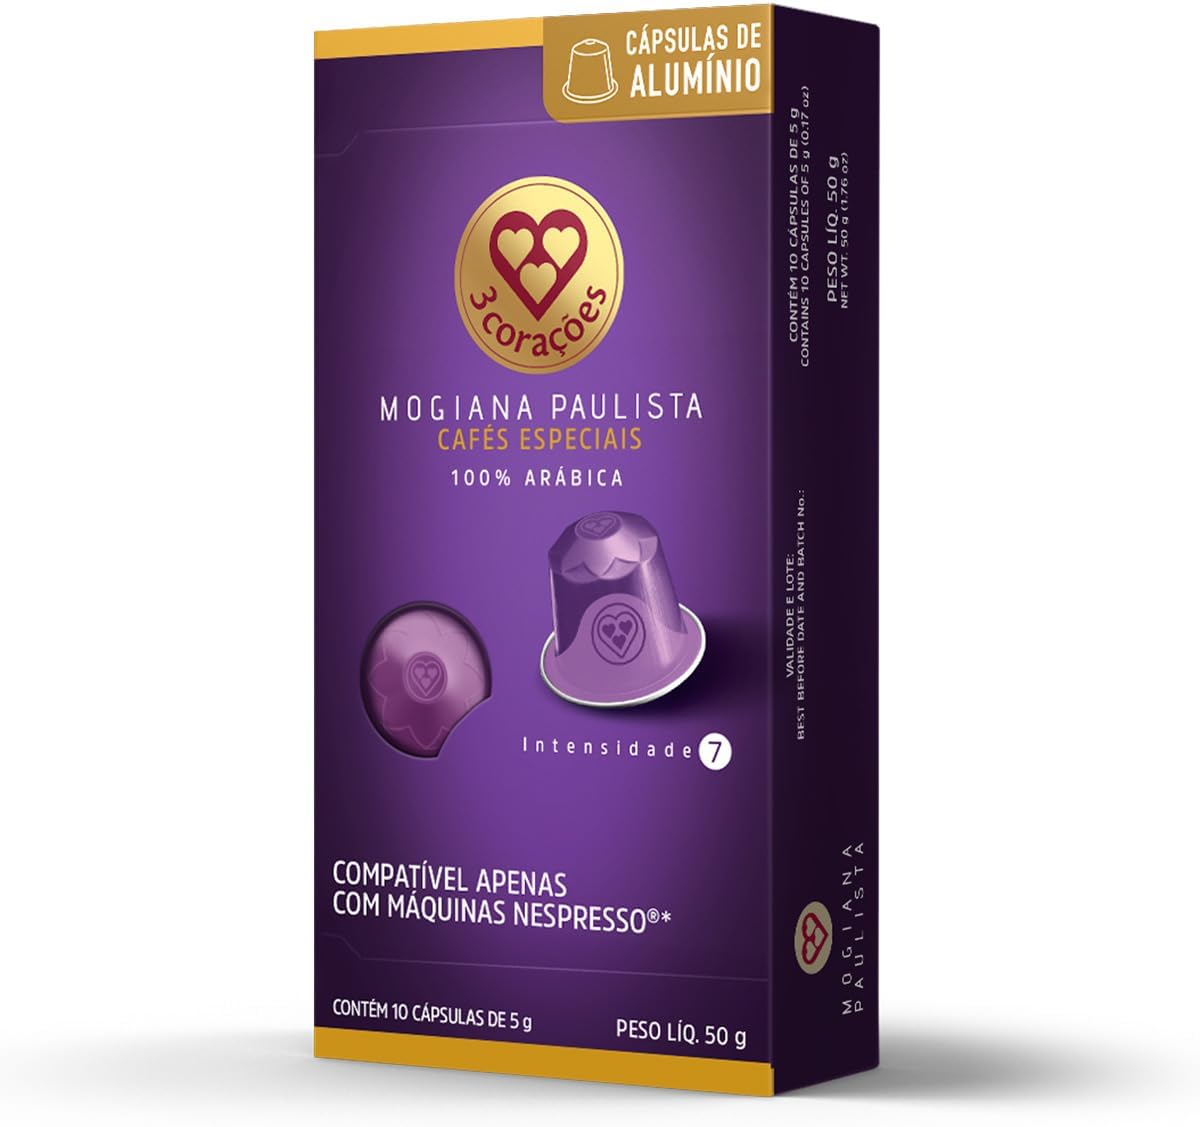 CÁPSULAS DE
ALUMÍNIO
3 corações
MOGIANA PAULISTA
CAFÉS ESPECIAIS
100% ARÁBICA
Intensidade 7
COMPATÍVEL APENAS
COM MÁQUINAS NESPRESSO®*
CONTÉM 10 CÁPSULAS DE 5 g
PESO LÍQ. 50 g
CONTÉM 10 CÁPSULAS DE 5 g
CONTAINS 10 CAPSULES OF 5 g (0.17 oz)
PESO LÍQ. 50 g
NET WT. 50 g (1.76 oz)
VALIDADE E LOTE:
BEST BEFORE DATE AND BATCH No.:
MOGIANA
PAULISTA